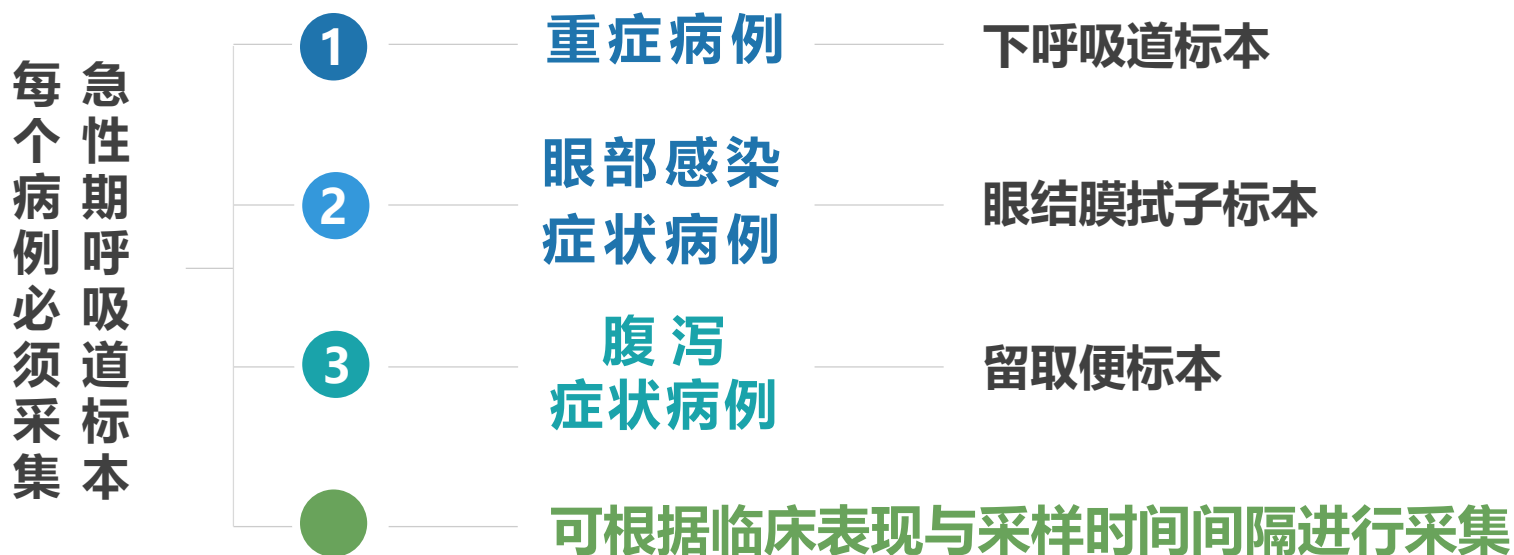 每个病例必须采集
急性期呼吸道标本
1
重症病例
下呼吸道标本
2
眼部感染
症状病例
眼结膜拭子标本
3
腹泻
症状病例
留取便标本
可根据临床表现与采样时间间隔进行采集